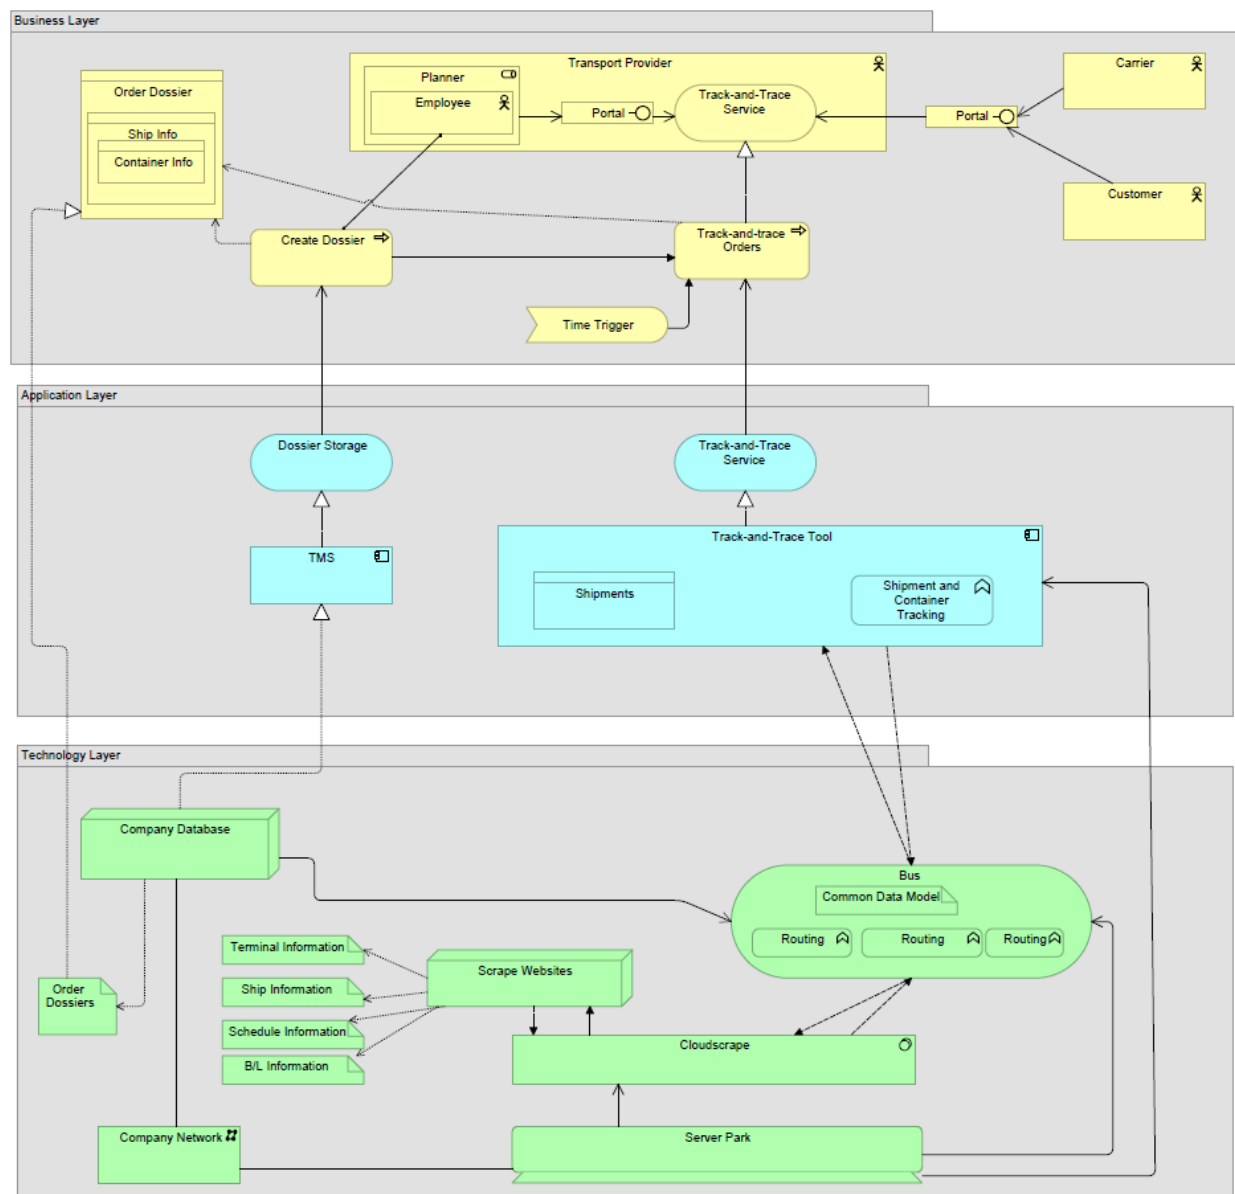 Business Layer
Transport Provider
Carrier
Planner
Order Dossier
Employee
Track-and-Trace
Service
Portal
Portal
Ship Info
Container Info
Customer
Create Dossier
Track-and-trace
Orders
Time Trigger
Application Layer
Dossier Storage
Track-and-Trace
Service
TMS
Track-and-Trace Tool
Shipments
Shipment and
Container
Tracking
Technology Layer
Company Database
Bus
Common Data Model
Routing
Routing
Routing
Terminal Information
Scrape Websites
Ship Information
Order
Dossiers
Schedule Information
Cloudscrape
B/L Information
Company Network
Server Park